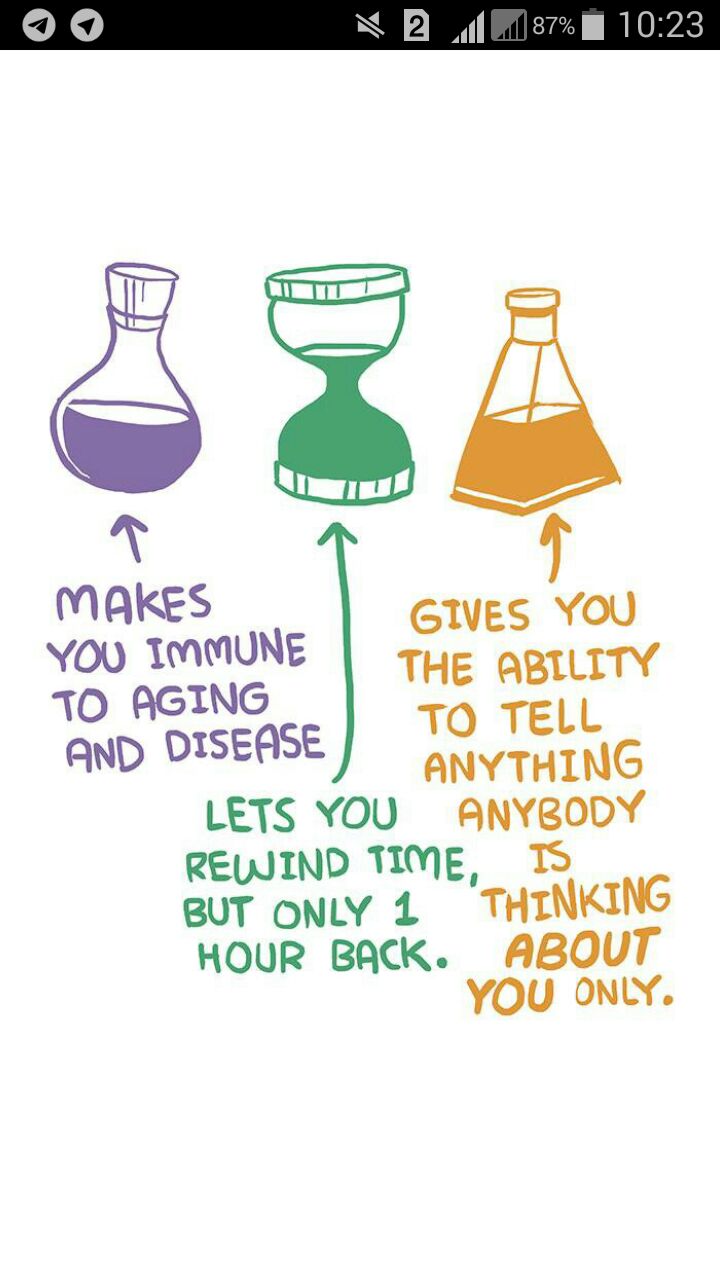 2 87% 10:23
MAKES
YOU IMMUNE
TO AGING
AND DISEASE
LETS YOU
REWIND TIME,
BUT ONLY 1
HOUR BACK.
GIVES YOU
THE ABILITY
TO TELL
ANYTHING
ANYBODY
IS
THINKING
ABOUT
YOU ONLY.